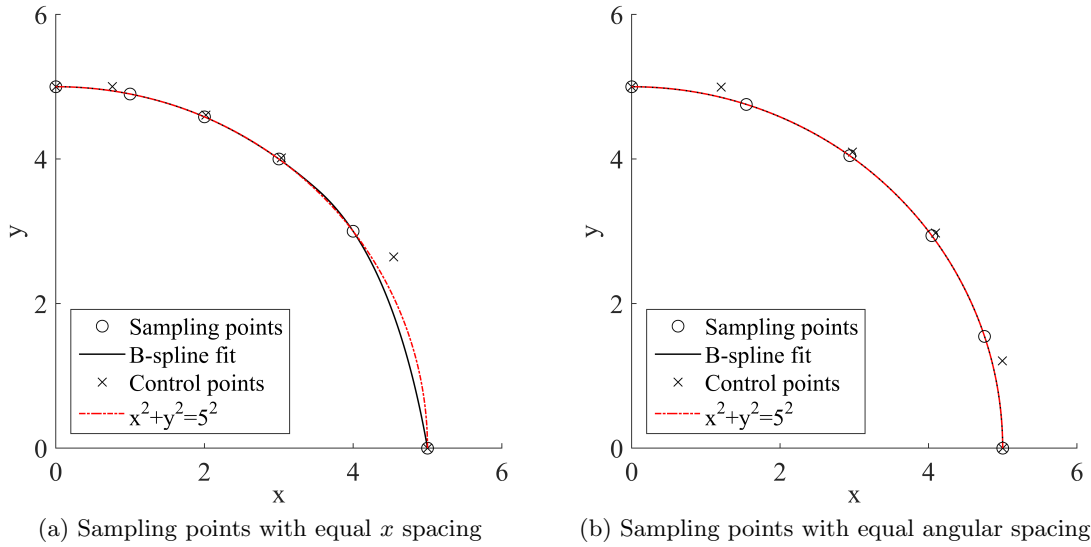 6
4
2
0
y
0
2
4
6
x
Sampling points
B-spline fit
Control points
x²+y²=5²
(a) Sampling points with equal x spacing
6
4
2
0
y
0
2
4
6
x
Sampling points
B-spline fit
Control points
x²+y²=5²
(b) Sampling points with equal angular spacing